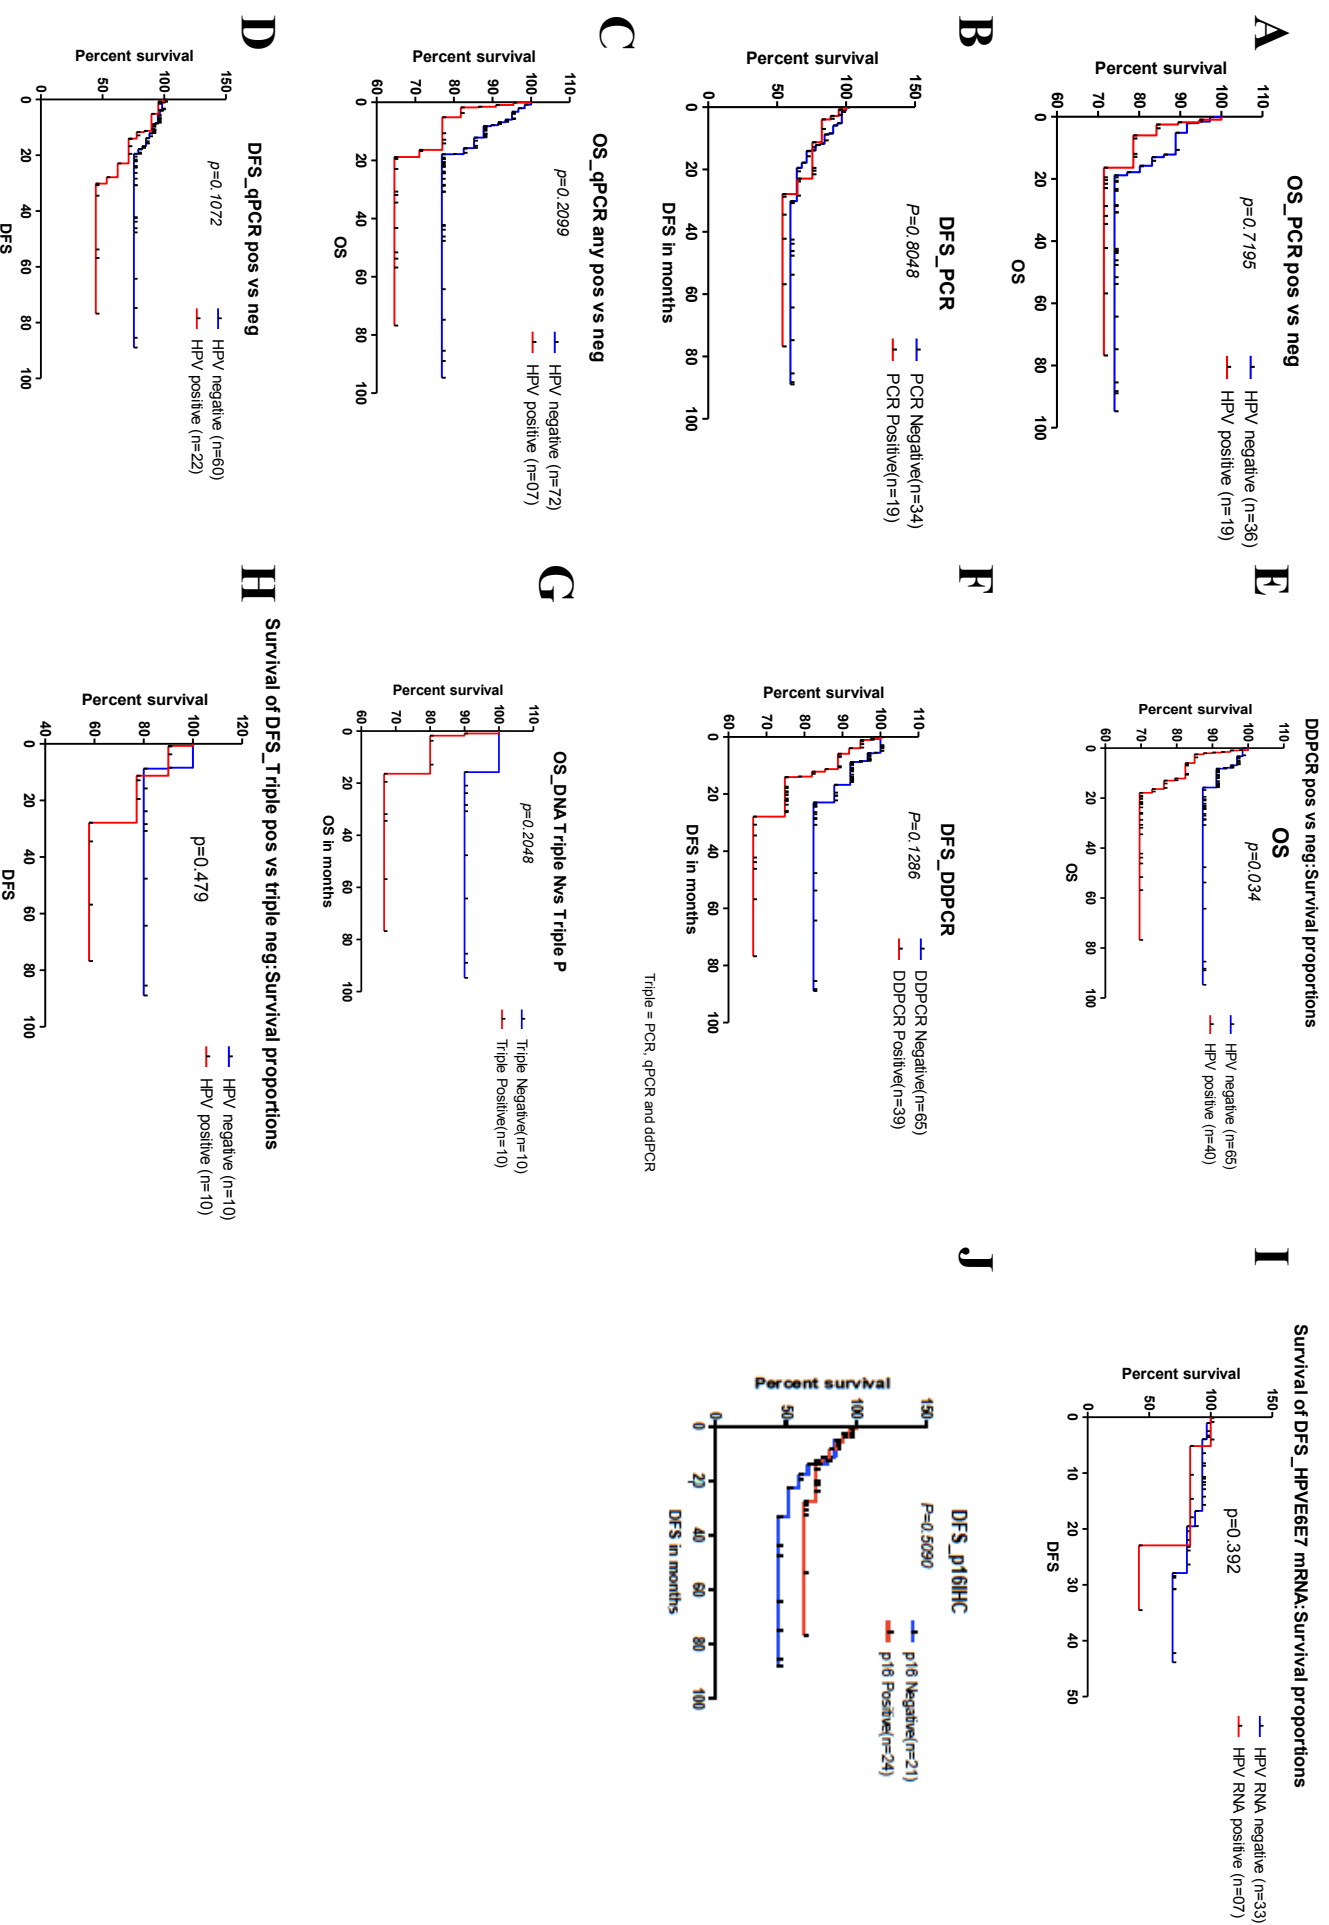 A
OS_PCR pos vs neg
p=0.7195
Percent survival
110
100
90
80
70
60
0
20
40
60
80
100
OS
HPV negative (n=36)
HPV positive (n=19)
B
DFS_PCR
P=0.8048
Percent survival
150
100
50
0
0
20
40
60
80
100
DFS in months
PCR Negative(n=34)
PCR Positive(n=19)
C
OS_qPCR any pos vs neg
p=0.2099
Percent survival
110
100
90
80
70
60
0
20
40
60
80
100
OS
HPV negative (n=72)
HPV positive (n=07)
D
DFS_qPCR pos vs neg
p=0.1072
Percent survival
150
100
50
0
0
20
40
60
80
100
DFS
HPV negative (n=60)
HPV positive (n=22)
E
DDPCR pos vs neg:Survival proportions
OS
p=0.034
Percent survival
110
100
90
80
70
60
0
20
40
60
80
100
OS
HPV negative (n=65)
HPV positive (n=40)
F
DFS_DDPCR
P=0.1286
Percent survival
110
100
90
80
70
60
0
20
40
60
80
100
DFS in months
DDPCR Negative(n=65)
DDPCR Positive(n=39)
Triple = PCR, qPCR and ddPCR
G
OS_DNA Triple Nvs Triple P
p=0.2048
Percent survival
110
100
90
80
70
60
0
20
40
60
80
100
OS in months
Triple Negative(n=10)
Triple Positive(n=10)
H
Survival of DFS_Triple pos vs triple neg:Survival proportions
p=0.479
Percent survival
120
100
80
60
40
0
20
40
60
80
100
DFS
HPV negative (n=10)
HPV positive (n=10)
I
Survival of DFS_HPVE6E7 mRNA:Survival proportions
p=0.392
Percent survival
150
100
50
0
0
10
20
30
40
50
DFS
HPV RNA negative (n=33)
HPV RNA positive (n=07)
J
DFS_p16IHC
P=0.5090
Percent survival
150
100
50
0
0
20
40
60
80
100
DFS in months
p16 Negative(n=21)
p16 Positive(n=24)